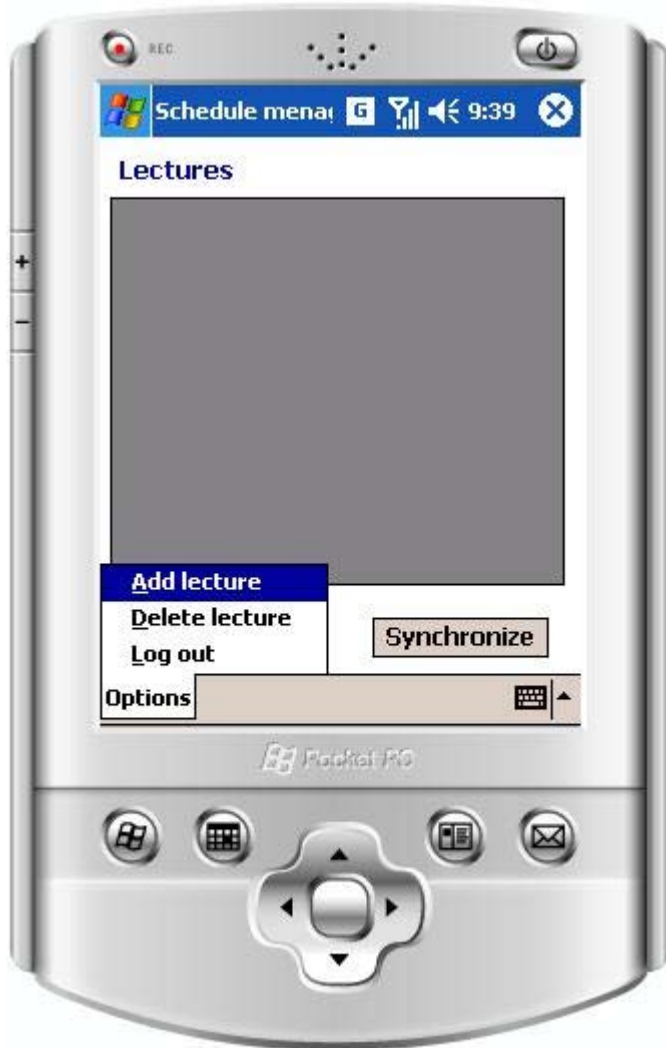 REC
Schedule mena G 9:39
Lectures
+
-
Add lecture
Delete lecture
Log out
Synchronize
Options
Pocket PC